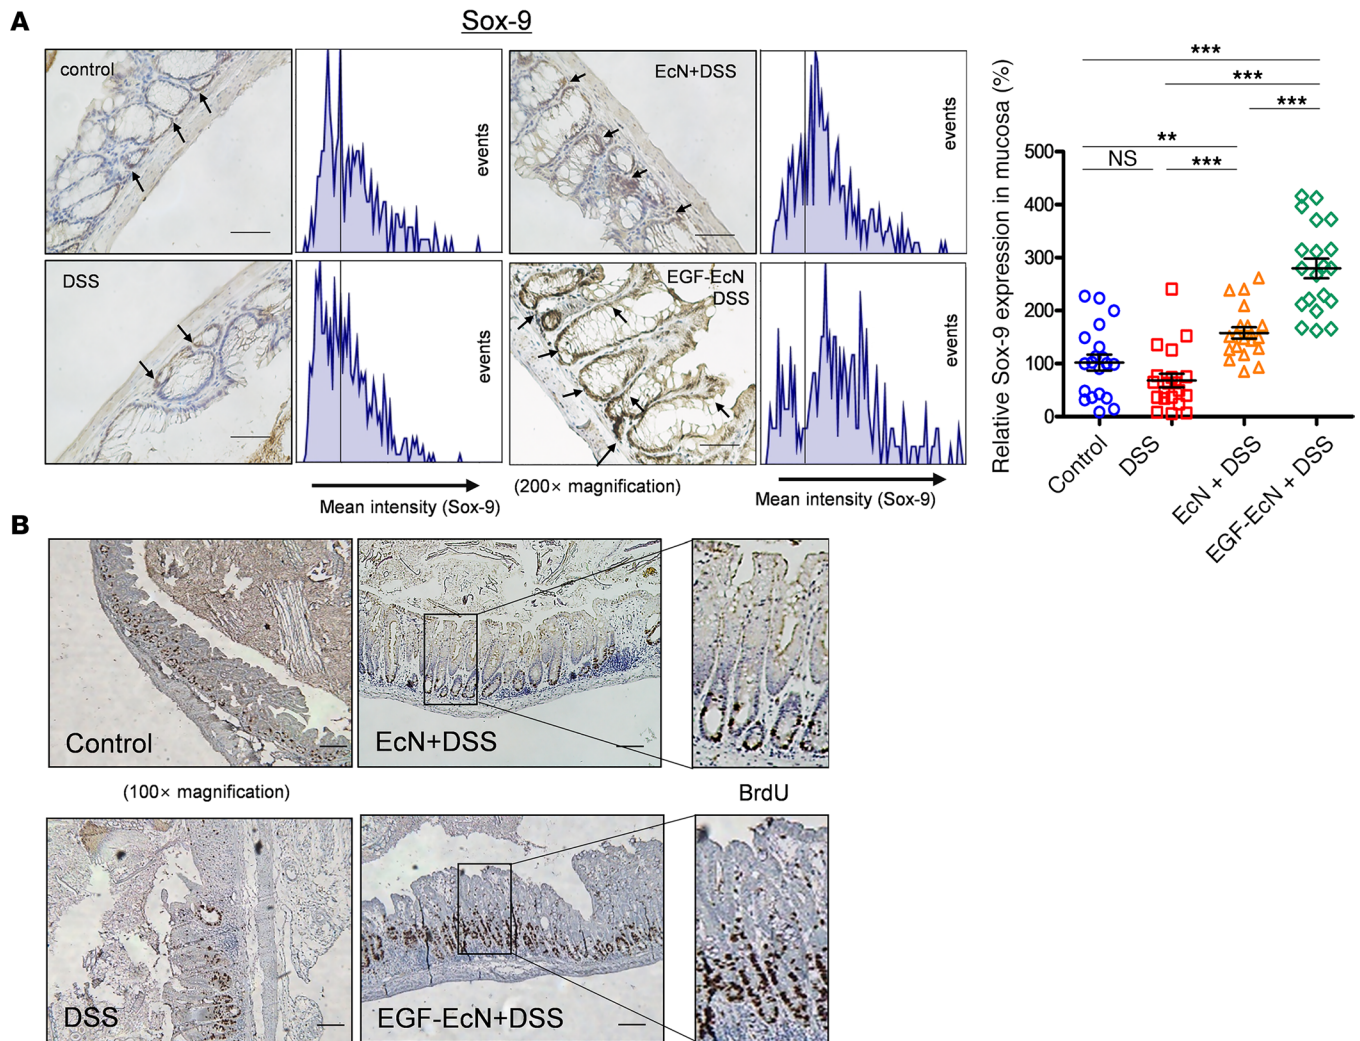 A
Sox-9
control
events
EcN+DSS
events
DSS
events
EGF-EcN
DSS
events
Mean intensity (Sox-9)
(200× magnification)
Mean intensity (Sox-9)
Relative Sox-9 expression in mucosa (%)
***
***
***
**
NS
***
500
400
300
200
100
0
Control
DSS
EcN + DSS
EGF-EcN + DSS
B
Control
EcN+DSS
(100× magnification)
BrdU
DSS
EGF-EcN+DSS